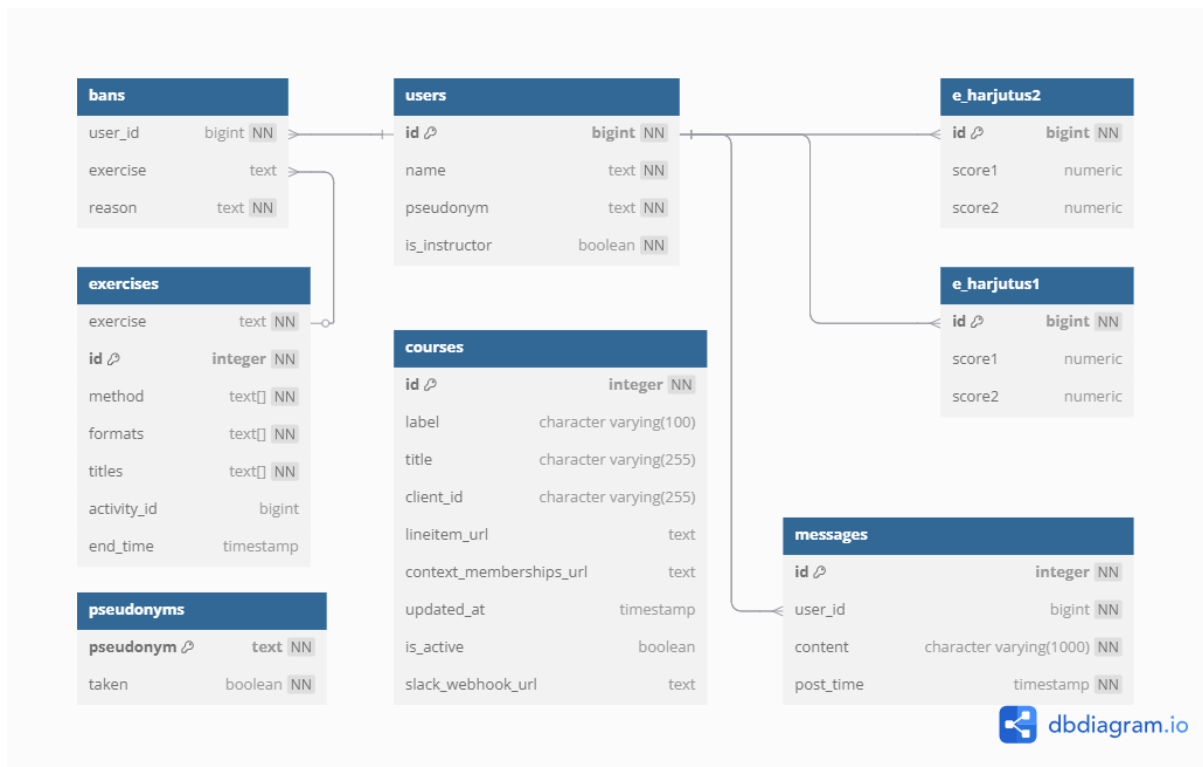 bans
user_id bigint NN
exercise text
reason text NN
exercises
exercise text NN
id integer NN
method text[] NN
formats text[] NN
titles text[] NN
activity_id bigint
end_time timestamp
pseudonyms
pseudonym text NN
taken boolean NN
users
id bigint NN
name text NN
pseudonym text NN
is_instructor boolean NN
courses
id integer NN
label character varying(100)
title character varying(255)
client_id character varying(255)
lineitem_url text
context_memberships_url text
updated_at timestamp
is_active boolean
slack_webhook_url text
e_harjutus2
id bigint NN
score1 numeric
score2 numeric
e_harjutus1
id bigint NN
score1 numeric
score2 numeric
messages
id integer NN
user_id bigint NN
content character varying(1000) NN
post_time timestamp NN
dbdiagram.io